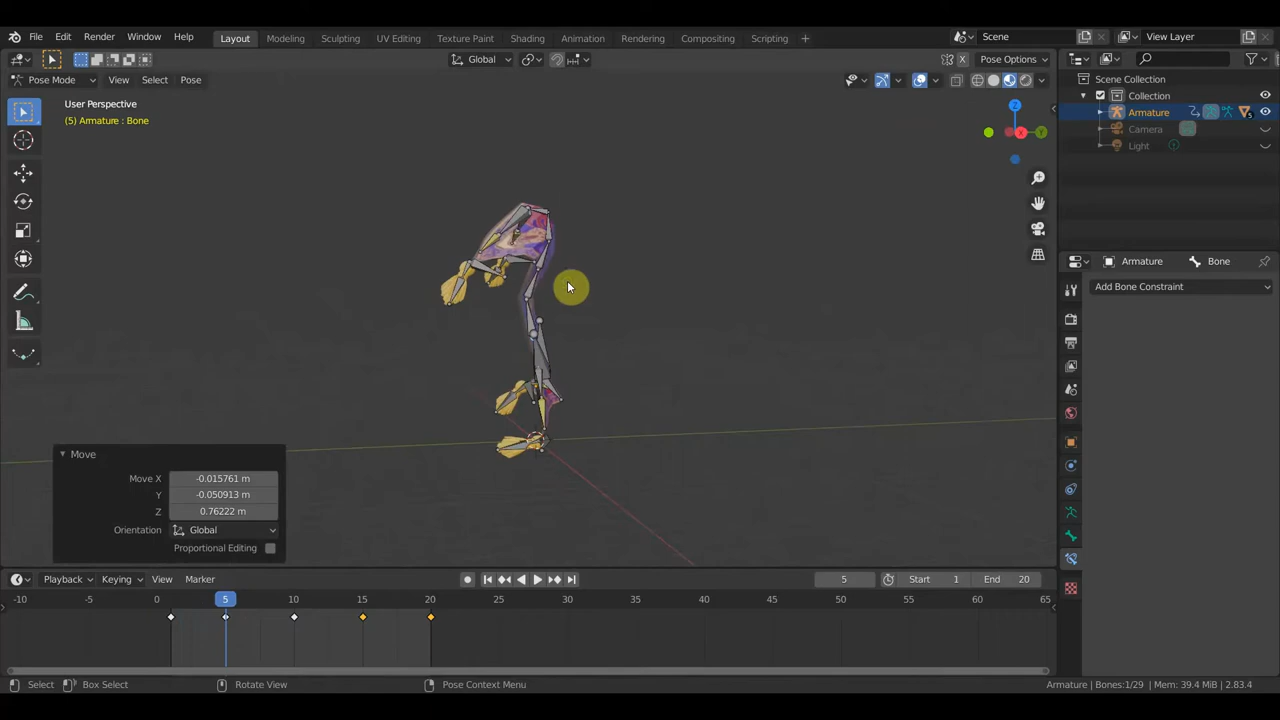 File Edit Render Window Help Layout Modeling Sculpting UV Editing Texture Paint Shading Animation Rendering Compositing Scripting + Scene View Layer
Global Pose Options
Pose Mode View Select Pose
Scene Collection
Collection
Armature 5
Camera
Light
User Perspective
(5) Armature : Bone
Z
X
Y
Armature Bone
Add Bone Constraint
Move
Move X -0.015761 m
Y -0.050913 m
Z 0.76222 m
Orientation Global
Proportional Editing
Playback Keying View Marker 5 Start 1 End 20
-10 -5 0 5 10 15 20 25 30 35 40 45 50 55 60 65
Select Box Select Rotate View Pose Context Menu Armature | Bones:1/29 | Mem: 39.4 MiB | 2.83.4